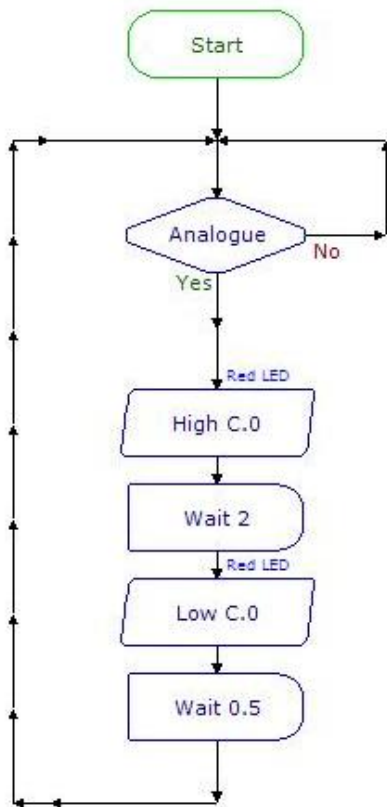 Start
Analogue
No
Yes
Red LED
High C.0
Wait 2
Red LED
Low C.0
Wait 0.5